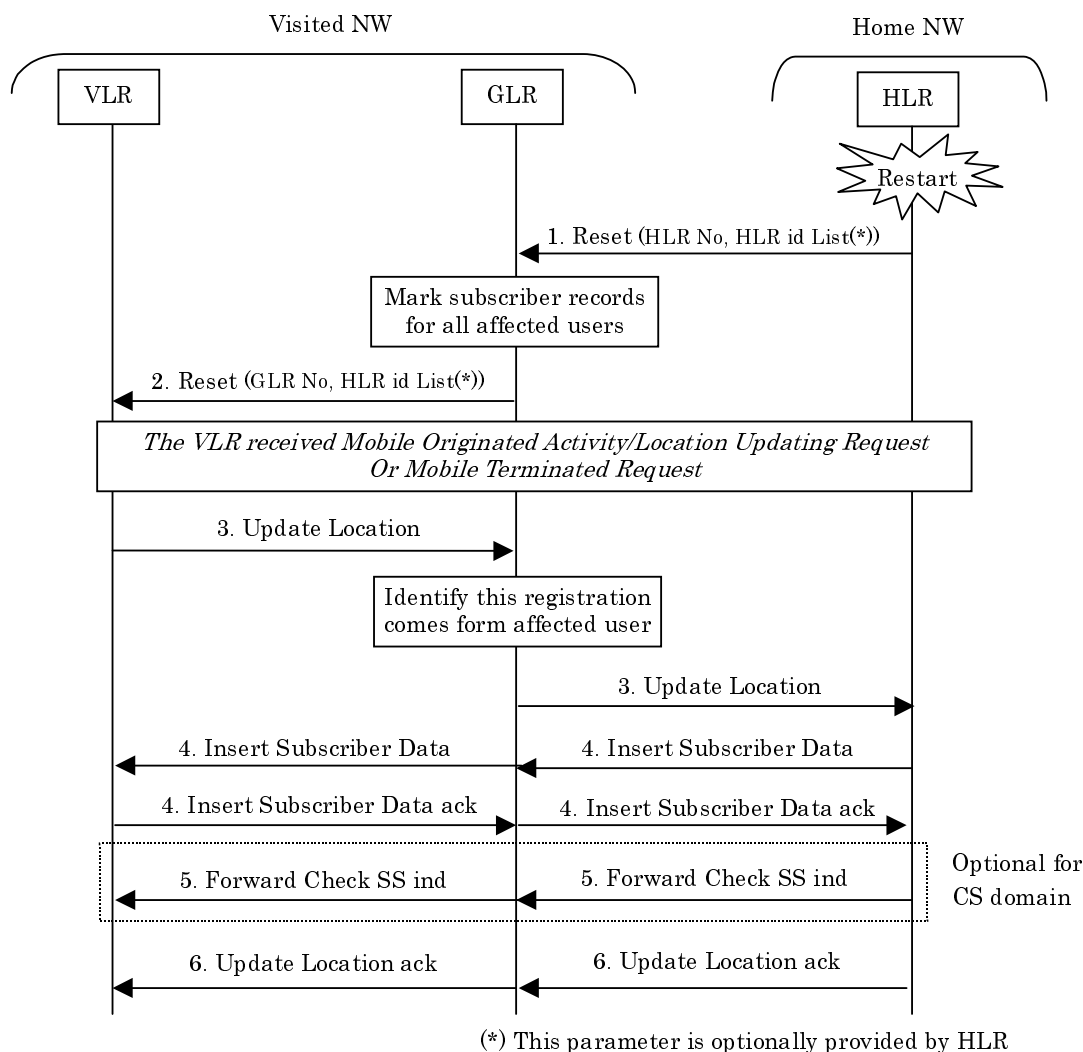 Visited NW
Home NW
VLR
GLR
HLR
Restart
1. Reset (HLR No, HLR id List(*))
Mark subscriber records
for all affected users
2. Reset (GLR No, HLR id List(*))
The VLR received Mobile Originated Activity/Location Updating Request
Or Mobile Terminated Request
3. Update Location
Identify this registration
comes form affected user
3. Update Location
4. Insert Subscriber Data
4. Insert Subscriber Data
4. Insert Subscriber Data ack
4. Insert Subscriber Data ack
Optional for
CS domain
5. Forward Check SS ind
5. Forward Check SS ind
6. Update Location ack
6. Update Location ack
(*) This parameter is optionally provided by HLR